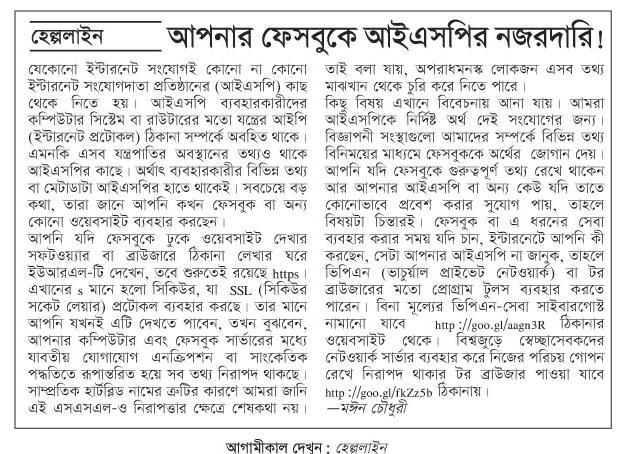 হেল্পলাইন
আপনার ফেসবুকে আইএসপির নজরদারি!
যেকোনো ইন্টারনেট সংযোগই কোনো না কোনো
ইন্টারনেট সংযোগদাতা প্রতিষ্ঠানের (আইএসপি) কাছ
থেকে নিতে হয়। আইএসপি ব্যবহারকারীদের
কম্পিউটার সিস্টেম বা রাউটারের মতো যন্ত্রের আইপি
(ইন্টারনেট প্রটোকল) ঠিকানা সম্পর্কে অবহিত থাকে।
এমনকি এসব যন্ত্রপাতির অবস্থানের তথ্যও থাকে
আইএসপির কাছে। অর্থাৎ ব্যবহারকারীর বিভিন্ন তথ্য
বা মেটাডাটা আইএসপির হাতে থাকেই। সবচেয়ে বড়
কথা, তারা জানে আপনি কখন ফেসবুক বা অন্য
কোনো ওয়েবসাইট ব্যবহার করছেন।
আপনি যদি ফেসবুকে ঢুকে ওয়েবসাইট দেখার
সফটওয়্যার বা ব্রাউজারে ঠিকানা লেখার ঘরে
ইউআরএল-টি দেখেন, তবে শুরুতেই রয়েছে https।
এখানের s মানে হলো সিকিউর, যা SSL (সিকিউর
সকেট লেয়ার) প্রটোকল ব্যবহার করছে। তার মানে
আপনি যখনই এটি দেখতে পাবেন, তখন বুঝবেন,
আপনার কম্পিউটার এবং ফেসবুক সার্ভারের মধ্যে
যাবতীয় যোগাযোগ এনক্রিপশন বা সাংকেতিক
পদ্ধতিতে রূপান্তরিত হয়ে সব তথ্য নিরাপদ থাকছে।
সাম্প্রতিক হার্টব্লিড নামের ত্রুটির কারণে আমরা জানি
এই এসএসএল-ও নিরাপত্তার ক্ষেত্রে শেষকথা নয়।
তাই বলা যায়, অপরাধমনস্ক লোকজন এসব তথ্য
মাঝখান থেকে চুরি করে নিতে পারে।
কিছু বিষয় এখানে বিবেচনায় আনা যায়। আমরা
আইএসপিকে নির্দিষ্ট অর্থ দেই সংযোগের জন্য।
বিজ্ঞাপনী সংস্থাগুলো আমাদের সম্পর্কে বিভিন্ন তথ্য
বিনিময়ের মাধ্যমে ফেসবুককে অর্থের জোগান দেয়।
আপনি যদি ফেসবুকে গুরুত্বপূর্ণ তথ্য রেখে থাকেন
আর আপনার আইএসপি বা অন্য কেউ যদি তাতে
কোনোভাবে প্রবেশ করার সুযোগ পায়, তাহলে
বিষয়টা চিন্তারই। ফেসবুক বা এ ধরনের সেবা
ব্যবহার করার সময় যদি চান, ইন্টারনেটে আপনি কী
করছেন, সেটা আপনার আইএসপি না জানুক, তাহলে
ভিপিএন (ভার্চুয়াল প্রাইভেট নেটওয়ার্ক) বা টর
ব্রাউজারের মতো প্রোগ্রাম টুলস ব্যবহার করতে
পারেন। বিনা মূল্যের ভিপিএন-সেবা সাইবারগোস্ট
নামানো যাবে http://goo.gl/aagn3R ঠিকানার
ওয়েবসাইট থেকে। বিশ্বজুড়ে স্বেচ্ছাসেবকদের
নেটওয়ার্ক সার্ভার ব্যবহার করে নিজের পরিচয় গোপন
রেখে নিরাপদ থাকার টর ব্রাউজার পাওয়া যাবে
http://goo.gl/fkZz5b ঠিকানায়।
—মঈন চৌধুরী
আগামীকাল দেখুন : হেল্পলাইন